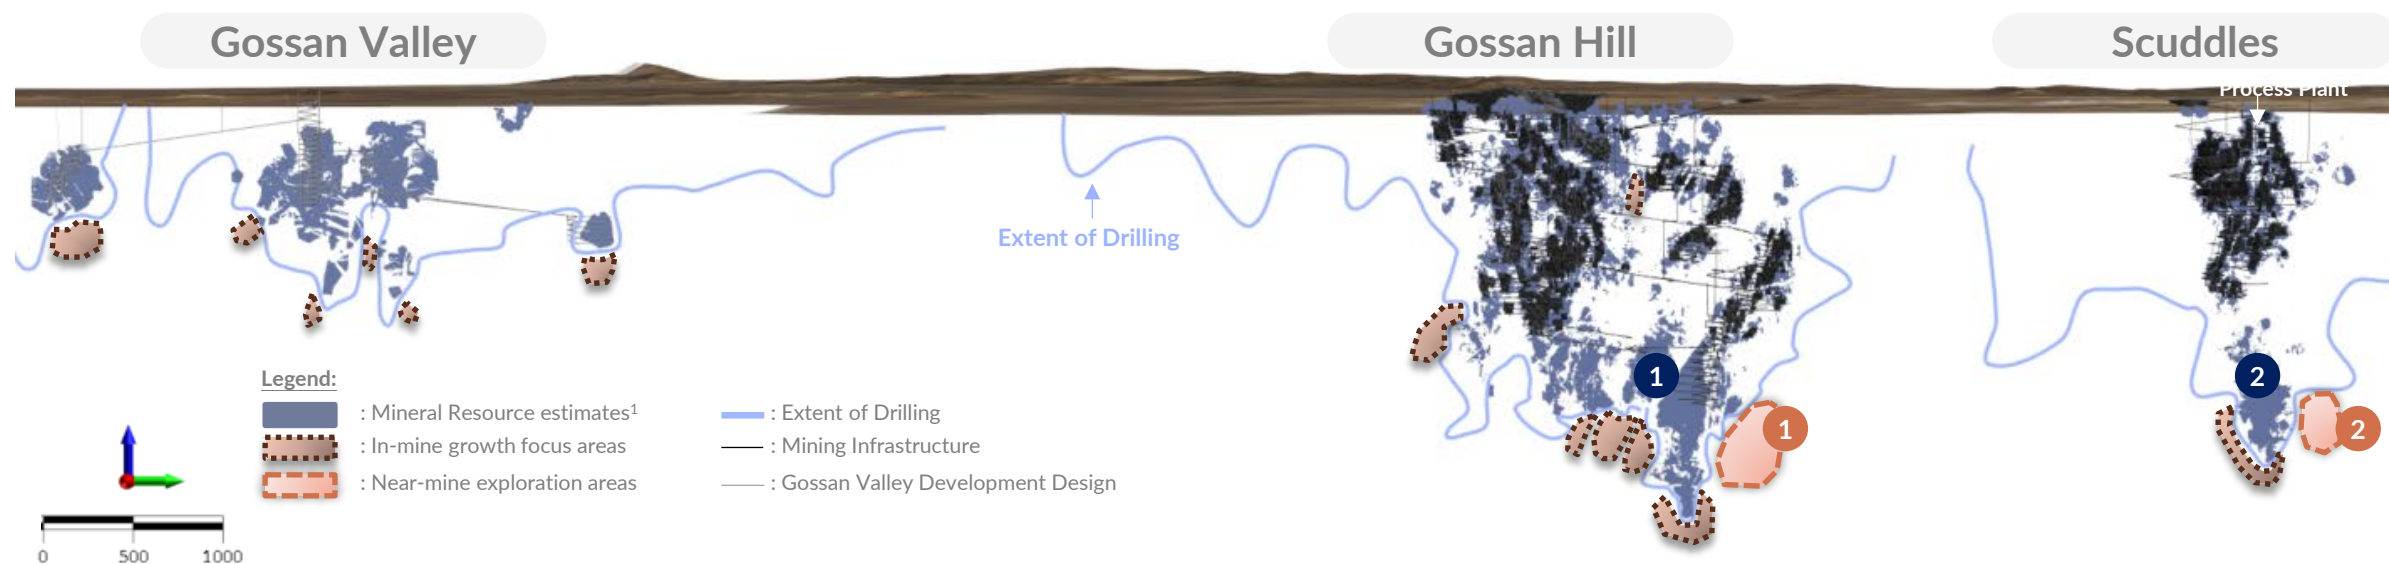 Gossan Valley
Gossan Hill
Scuddles
Process Plant
Extent of Drilling
1
2
1
2
Legend:
: Mineral Resource estimates¹
: In-mine growth focus areas
: Near-mine exploration areas
: Extent of Drilling
: Mining Infrastructure
: Gossan Valley Development Design
0 500 1000